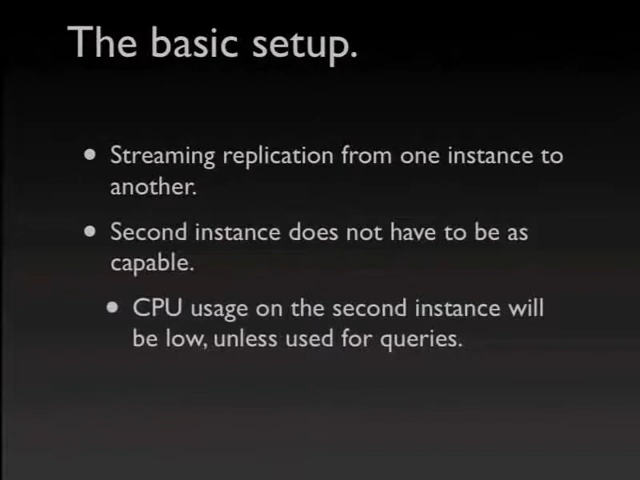 The basic setup.
• Streaming replication from one instance to
another.
• Second instance does not have to be as
capable.
• CPU usage on the second instance will
be low, unless used for queries.